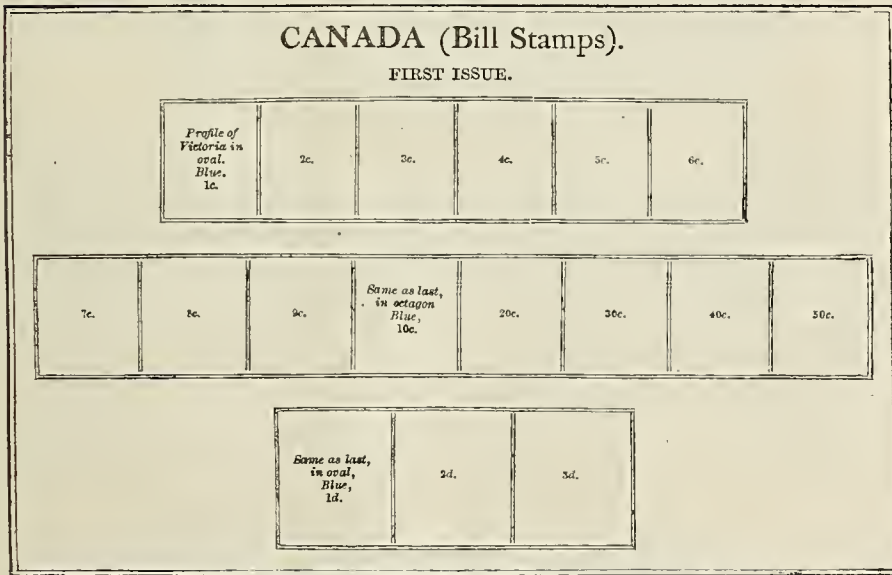 CANADA (Bill Stamps).
FIRST ISSUE.
Profile of
Victoria in
oval.
Blue.
1c.
2c.
3c.
4c.
5c.
6c.
7c.
8c.
9c.
Same as last,
in octagon
Blue,
10c.
20c.
30c.
40c.
50c.
Same as last,
in oval,
Blue,
1d.
2d.
3d.